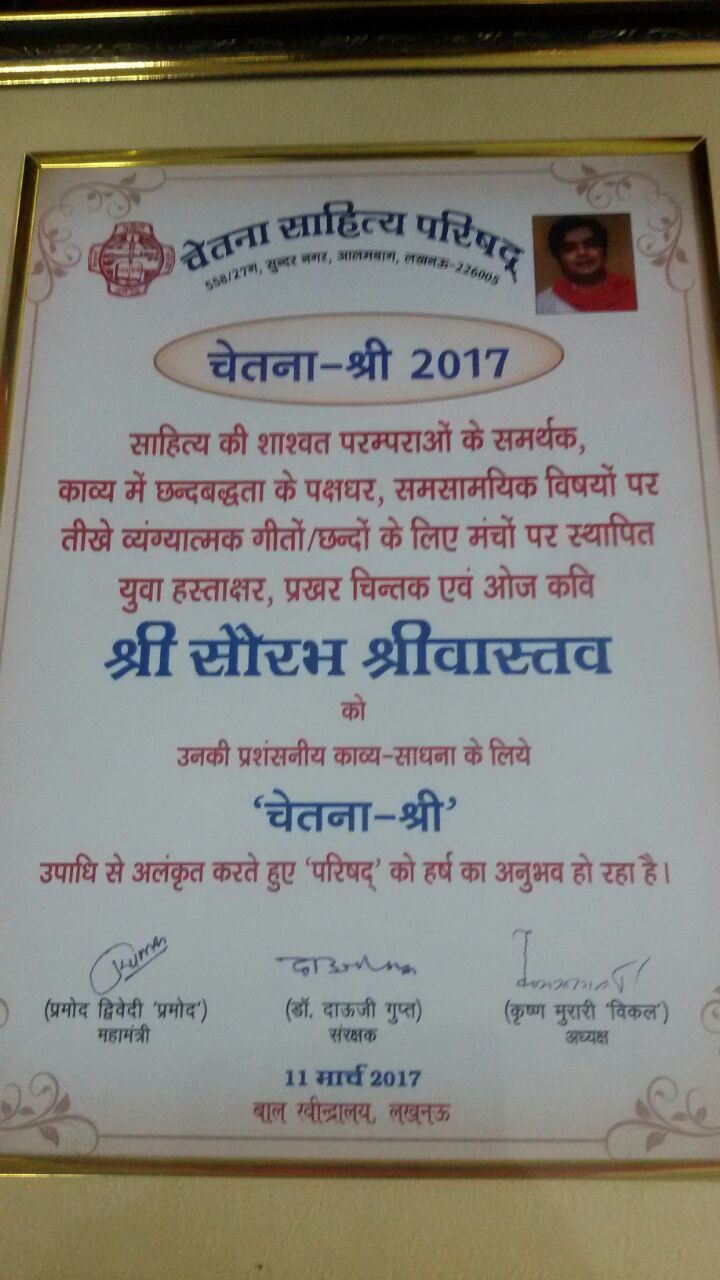 चेतना साहित्य परिषद्
558/27ग, सुन्दर नगर, आलमबाग, लखनऊ-226005
चेतना-श्री 2017
साहित्य की शाश्वत परम्पराओं के समर्थक,
काव्य में छन्दबद्धता के पक्षधर, समसामयिक विषयों पर
तीखे व्यंग्यात्मक गीतों/छन्दों के लिए मंचों पर स्थापित
युवा हस्ताक्षर, प्रखर चिन्तक एवं ओज कवि
श्री सौरभ श्रीवास्तव
को
उनकी प्रशंसनीय काव्य-साधना के लिये
‘चेतना-श्री’
उपाधि से अलंकृत करते हुए ‘परिषद्’ को हर्ष का अनुभव हो रहा है।
(प्रमोद द्विवेदी ‘प्रमोद’) (डॉ. दाऊजी गुप्त) (कृष्ण मुरारी ‘विकल’)
महामंत्री संरक्षक अध्यक्ष
11 मार्च 2017
बाल रवीन्द्रालय, लखनऊ